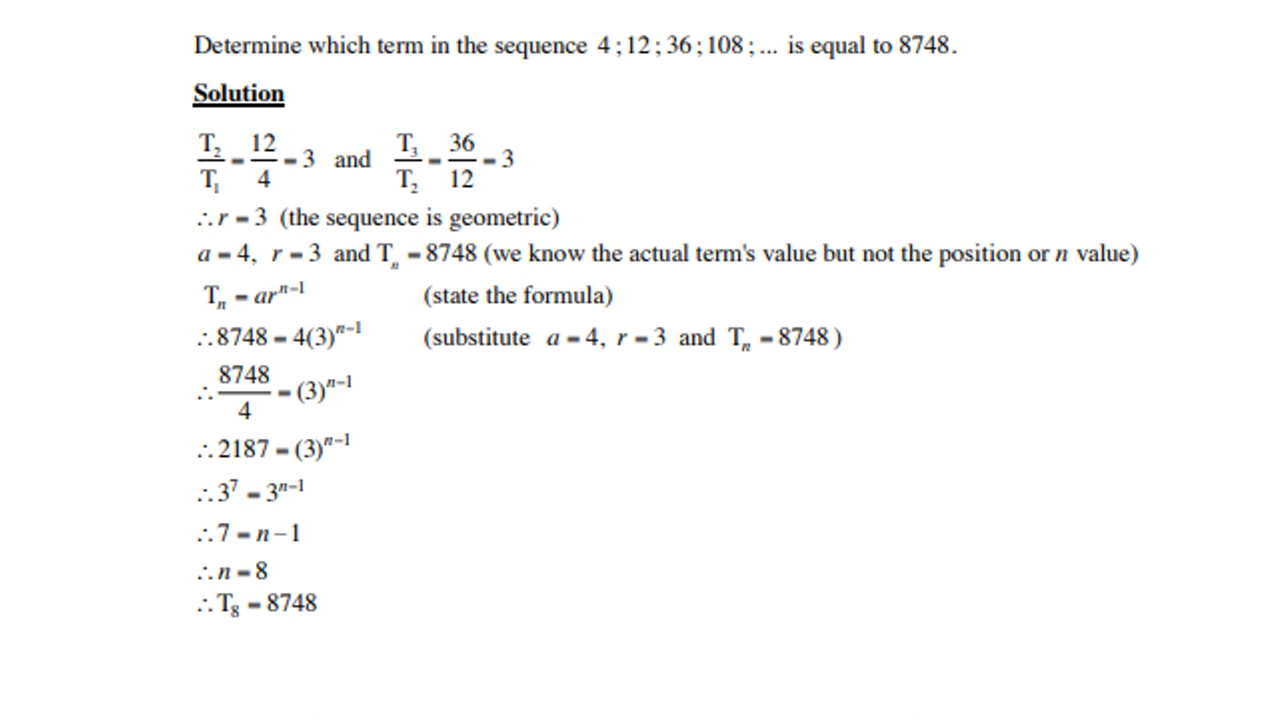 Determine which term in the sequence 4 ; 12 ; 36 ; 108 ; ... is equal to 8748.
Solution
T₂/T₁ = 12/4 = 3 and T₃/T₂ = 36/12 = 3
∴ r = 3 (the sequence is geometric)
a = 4, r = 3 and Tₙ = 8748 (we know the actual term's value but not the position or n value)
Tₙ = arⁿ⁻¹ (state the formula)
∴ 8748 = 4(3)ⁿ⁻¹ (substitute a = 4, r = 3 and Tₙ = 8748 )
∴ 8748/4 = (3)ⁿ⁻¹
∴ 2187 = (3)ⁿ⁻¹
∴ 3⁷ = 3ⁿ⁻¹
∴ 7 = n − 1
∴ n = 8
∴ T₈ = 8748